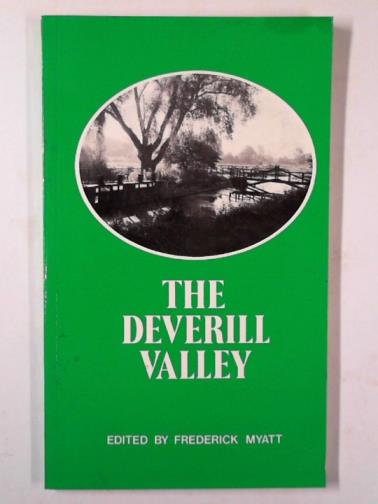 THE
DEVERILL
VALLEY
EDITED BY FREDERICK MYATT